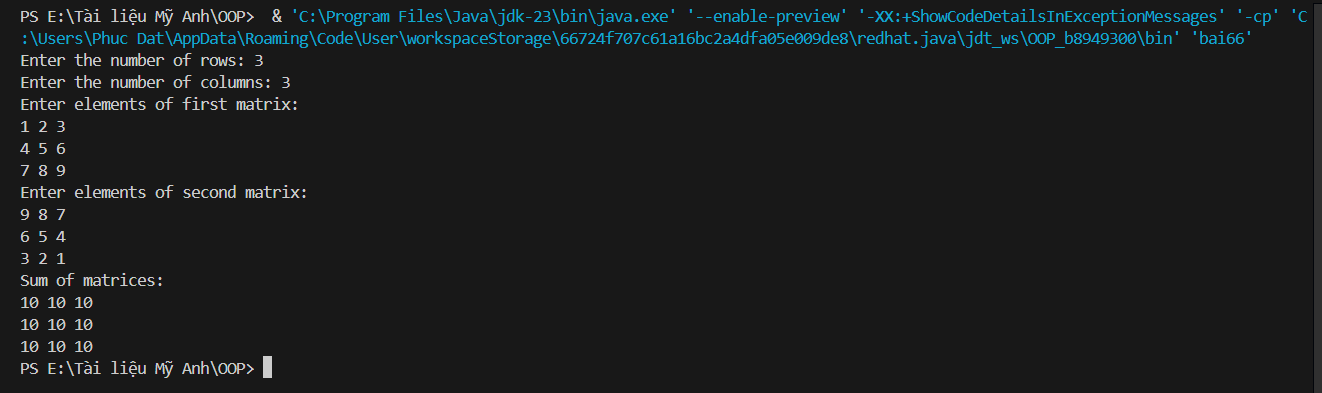 PS E:\Tài liệu Mỹ Anh\OOP>  & 'C:\Program Files\Java\jdk-23\bin\java.exe' '--enable-preview' '-XX:+ShowCodeDetailsInExceptionMessages' '-cp' 'C
:\Users\Phuc Dat\AppData\Roaming\Code\User\workspaceStorage\66724f707c61a16bc2a4dfa05e009de8\redhat.java\jdt_ws\OOP_b8949300\bin' 'bai66'
Enter the number of rows: 3
Enter the number of columns: 3
Enter elements of first matrix:
1 2 3
4 5 6
7 8 9
Enter elements of second matrix:
9 8 7
6 5 4
3 2 1
Sum of matrices:
10 10 10
10 10 10
10 10 10
PS E:\Tài liệu Mỹ Anh\OOP>